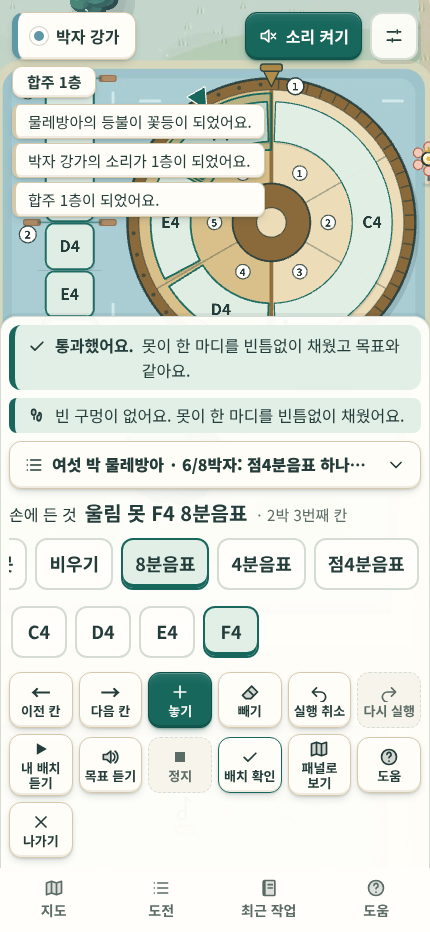 박자 강가
소리 켜기
합주 1층
물레방아의 등불이 꽃등이 되었어요.
박자 강가의 소리가 1층이 되었어요.
합주 1층이 되었어요.
1
1
2
3
4
5
C4
E4
D4
2
D4
E4
통과했어요. 못이 한 마디를 빈틈없이 채웠고 목표와
같아요.
빈 구멍이 없어요. 못이 한 마디를 빈틈없이 채웠어요.
여섯 박 물레방아 · 6/8박자: 점4분음표 하나…
손에 든 것 울림 못 F4 8분음표 · 2박 3번째 칸
비우기 8분음표 4분음표 점4분음표
C4 D4 E4 F4
이전 칸 다음 칸 놓기 빼기 실행 취소 다시 실행
내 배치
듣기
목표 듣기 정지 배치 확인
패널로
보기
도움
나가기
지도 도전 최근 작업 도움